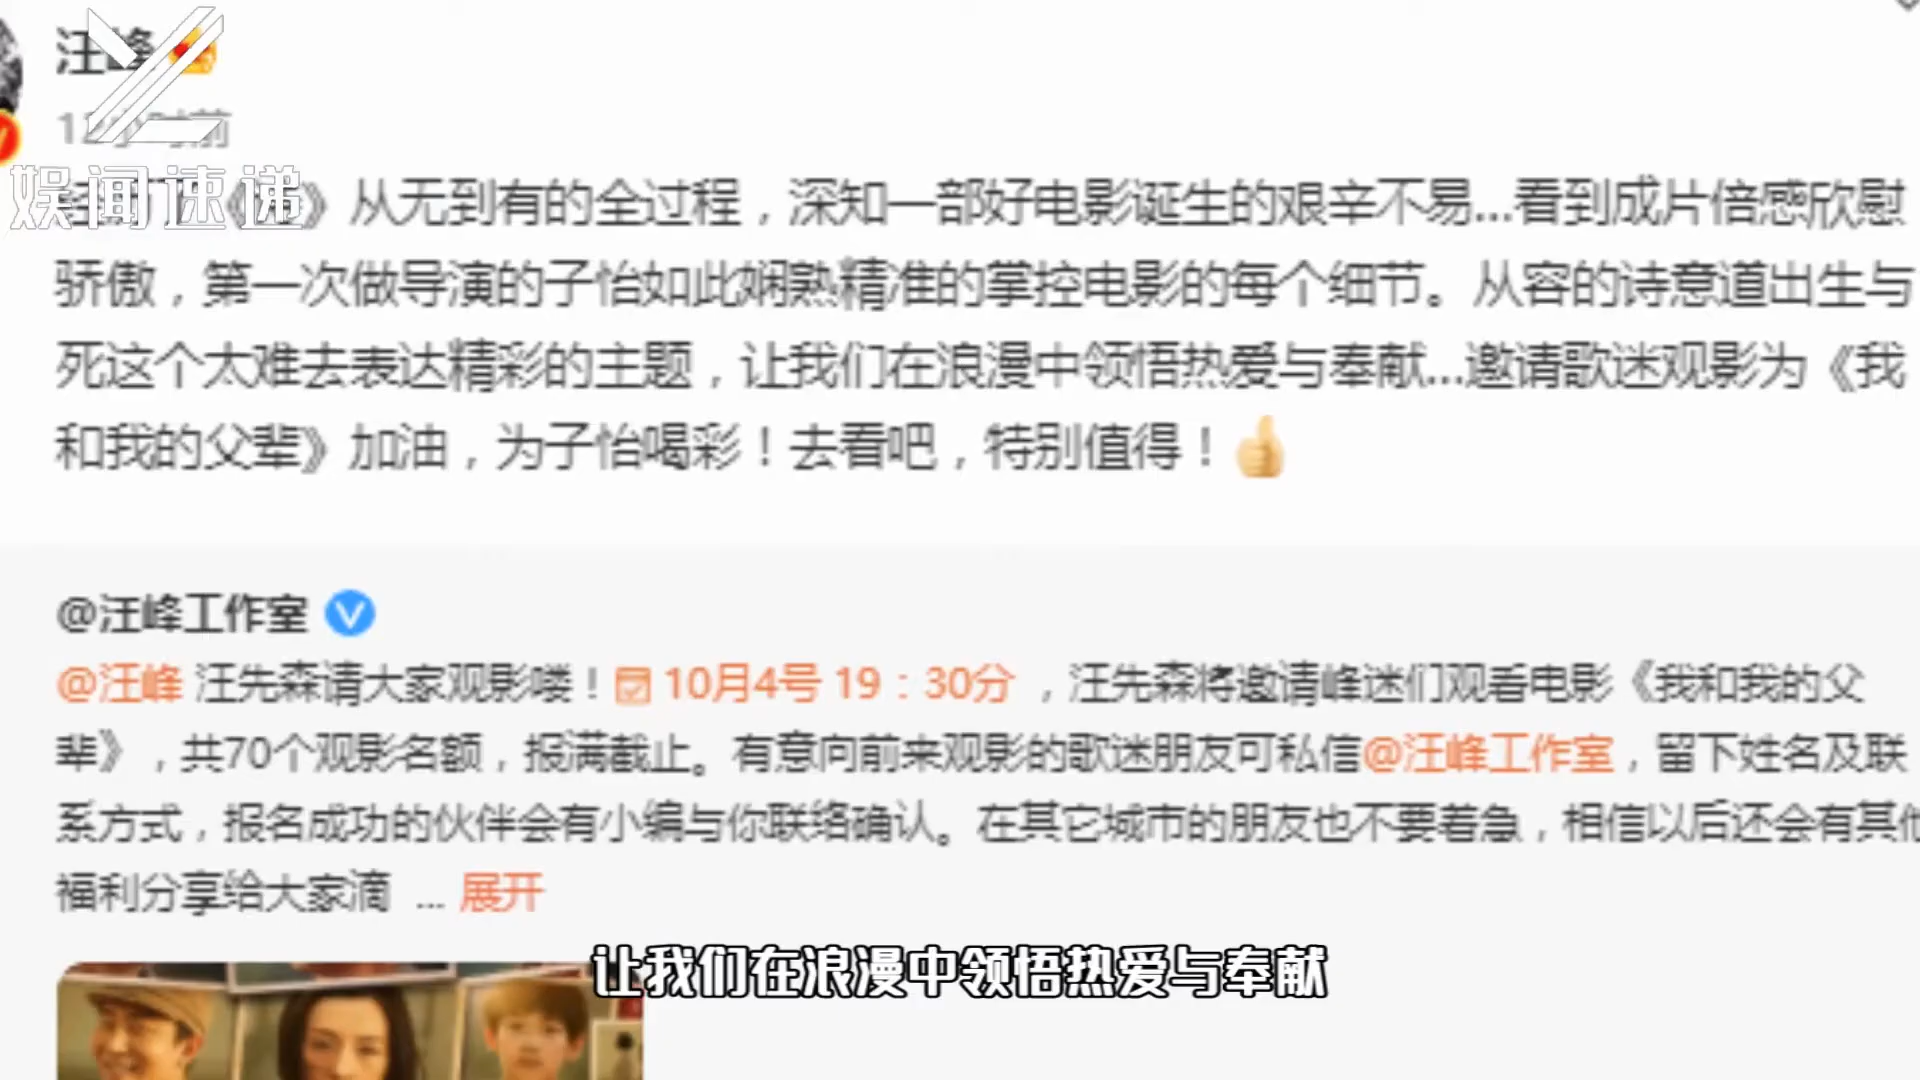 汪峰
12小时前
娱闻速递
》从无到有的全过程，深知一部好电影诞生的艰辛不易...看到成片倍感欣慰
骄傲，第一次做导演的子怡如此娴熟精准的掌控电影的每个细节。从容的诗意道出生与
死这个太难去表达精彩的主题，让我们在浪漫中领悟热爱与奉献...邀请歌迷观影为《我
和我的父辈》加油，为子怡喝彩！去看吧，特别值得！
@汪峰工作室
@汪峰 汪先森请大家观影喽！10月4号 19：30分 ，汪先森将邀请峰迷们观看电影《我和我的父
辈》，共70个观影名额，报满截止。有意向前来观影的歌迷朋友可私信@汪峰工作室，留下姓名及联
系方式，报名成功的伙伴会有小编与你联络确认。在其它城市的朋友也不要着急，相信以后还会有其他
福利分享给大家滴 ... 展开
让我们在浪漫中领悟热爱与奉献